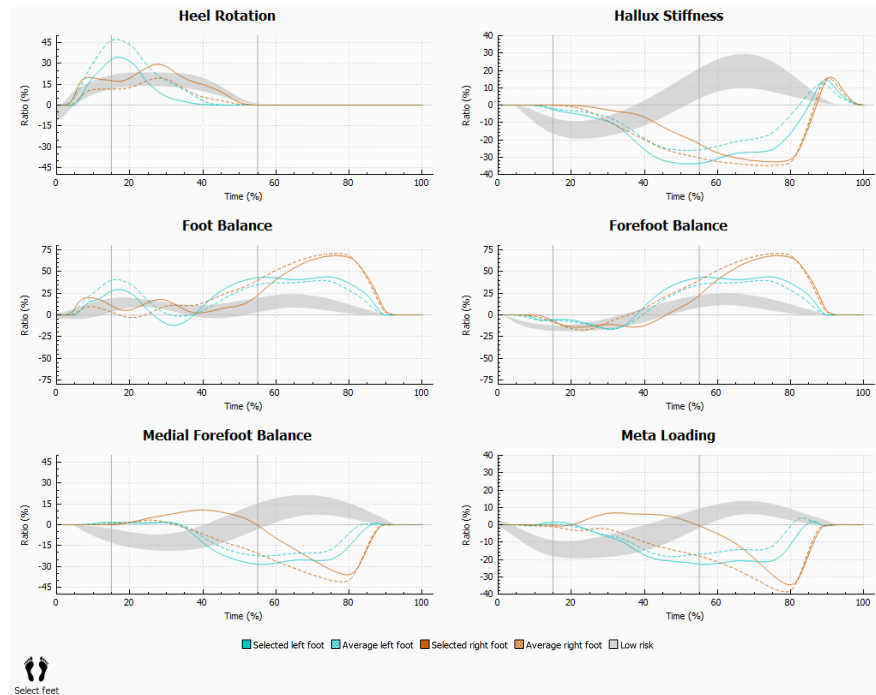 Heel Rotation
Hallux Stiffness
45
30
15
0
15
30
45
Ratio (%)
0 20 40 60 80 100
Time (%)
40
30
20
10
0
-10
-20
-30
-40
Ratio (%)
0 20 40 60 80 100
Time (%)
Foot Balance
Forefoot Balance
75
50
25
0
-25
-50
-75
Ratio (%)
0 20 40 60 80 100
Time (%)
75
50
25
0
-25
-50
-75
Ratio (%)
0 20 40 60 80 100
Time (%)
Medial Forefoot Balance
Meta Loading
45
30
15
0
-15
-30
-45
Ratio (%)
0 20 40 60 80 100
Time (%)
40
30
20
10
0
-10
-20
-30
-40
Ratio (%)
0 20 40 60 80 100
Time (%)
Selected left foot Average left foot Selected right foot Average right foot Low risk
Select feet